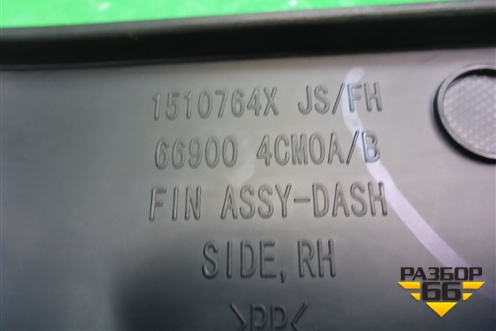 1510764X JS/FH
66900 4CM0A/B
FIN ASSY-DASH
SIDE, RH
>PP<
РАЗБОР
66